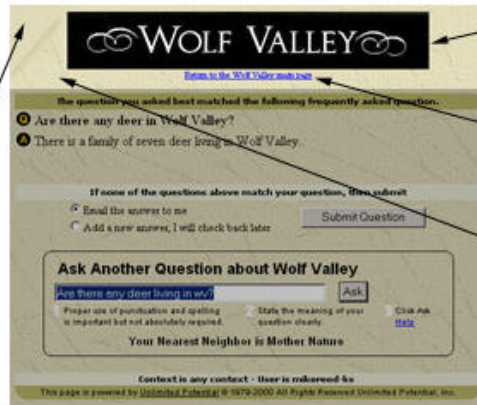 WOLF VALLEY
Return to the Wolf Valley main page
The question you asked best matched the following frequently asked question.
Q Are there any deer in Wolf Valley?
A There is a family of seven deer living in Wolf Valley.
If none of the questions above match your question, then submit
Email the answer to me
Add a new answer, I will check back later
Submit Question
Ask Another Question about Wolf Valley
Are there eny deer living in wv?
Ask
1 Proper use of puntuation and spelling
is important but not absolutely required.
2 State the meaning of your
question clearly.
3 Click Ask
Help
Your Nearest Neighbor is Mother Nature
Context is any context - User is mikereed-ks
This page is powered by Unlimited Potential © 1979-2000 All Rights Reserved Unlimited Potential, Inc.